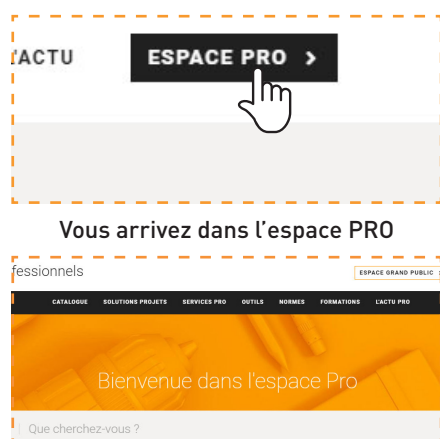 'ACTU ESPACE PRO >
Vous arrivez dans l'espace PRO
fessionnels
ESPACE GRAND PUBLIC
CATALOGUE SOLUTIONS PROJETS SERVICES PRO OUTILS NORMES FORMATIONS L'ACTU PRO
Bienvenue dans l'espace Pro
Que cherchez-vous ?